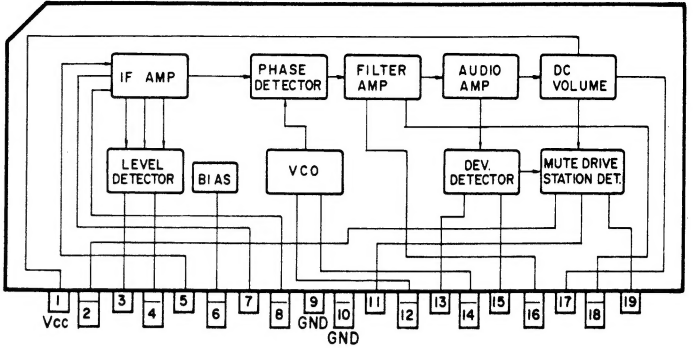 IF AMP
PHASE
DETECTOR
FILTER
AMP
AUDIO
AMP
DC
VOLUME
LEVEL
DETECTOR
BIAS
VCO
DEV.
DETECTOR
MUTE DRIVE
STATION DET.
1 2 3 4 5 6 7 8 9 10 11 12 13 14 15 16 17 18 19
Vcc
GND
GND